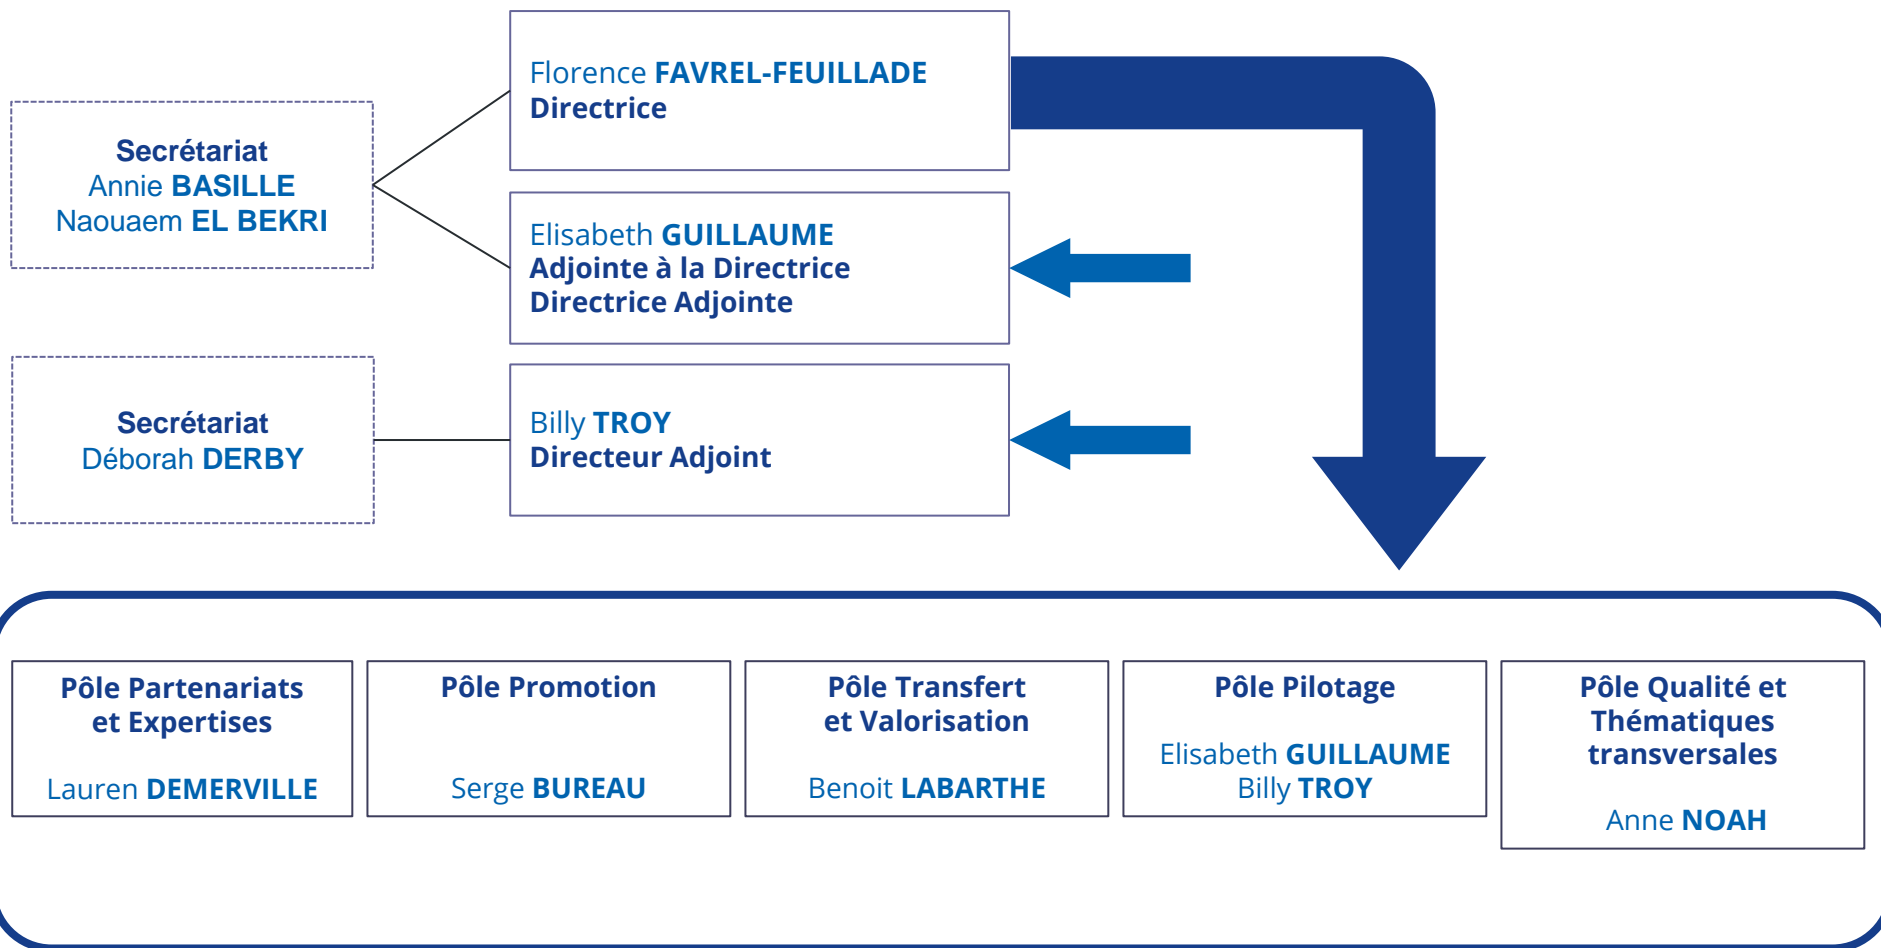 Florence FAVREL-FEUILLADE
Directrice
Secrétariat
Annie BASILLE
Naouaem EL BEKRI
Elisabeth GUILLAUME
Adjointe à la Directrice
Directrice Adjointe
Secrétariat
Déborah DERBY
Billy TROY
Directeur Adjoint
Pôle Partenariats
et Expertises
Lauren DEMERVILLE
Pôle Promotion
Serge BUREAU
Pôle Transfert
et Valorisation
Benoit LABARTHE
Pôle Pilotage
Elisabeth GUILLAUME
Billy TROY
Pôle Qualité et
Thématiques
transversales
Anne NOAH